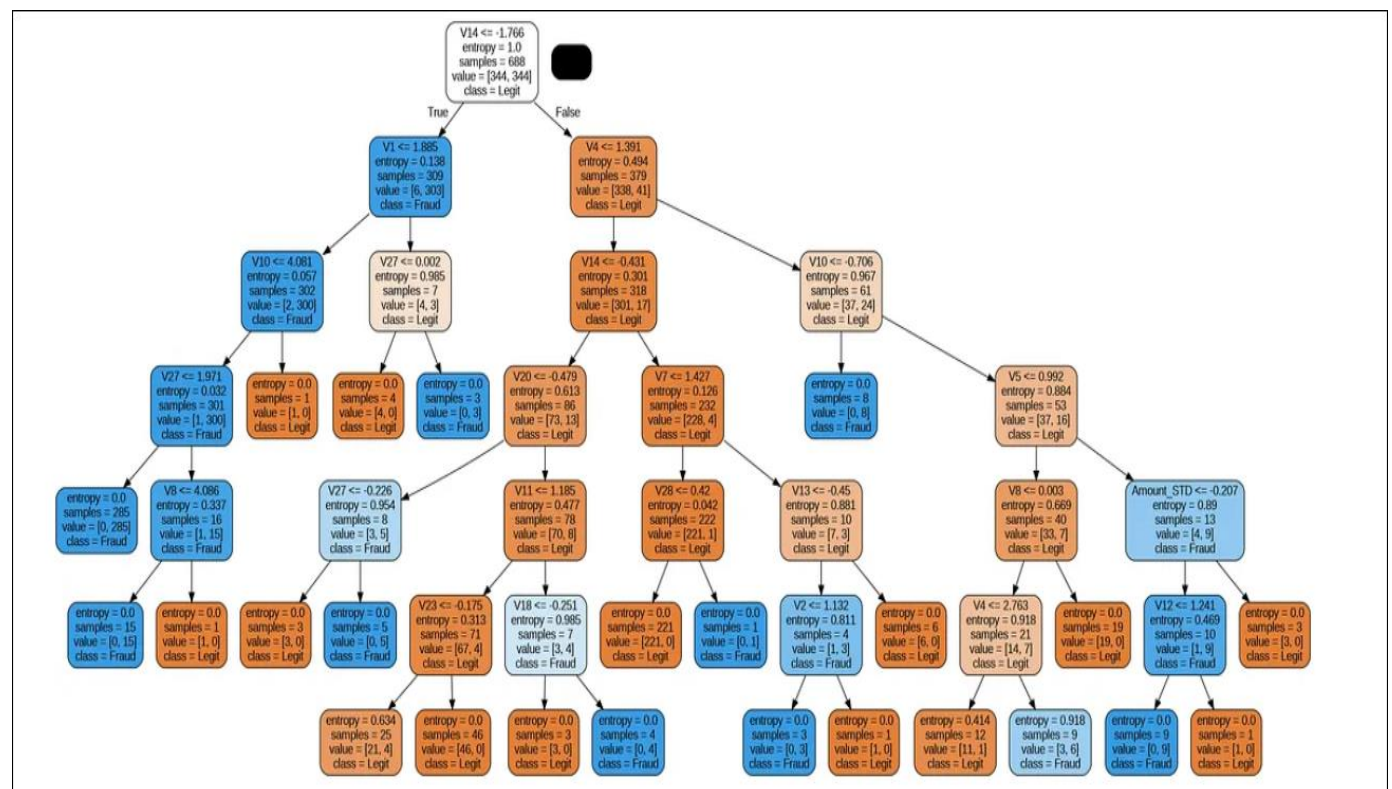 V14 <= -1.766
entropy = 1.0
samples = 688
value = [344, 344]
class = Legit
True
False
V1 <= 1.885
entropy = 0.138
samples = 309
value = [6, 303]
class = Fraud
V4 <= 1.391
entropy = 0.494
samples = 379
value = [338, 41]
class = Legit
V10 <= 4.081
entropy = 0.057
samples = 302
value = [2, 300]
class = Fraud
V27 <= 0.002
entropy = 0.985
samples = 7
value = [4, 3]
class = Legit
V14 <= -0.431
entropy = 0.301
samples = 318
value = [301, 17]
class = Legit
V10 <= -0.706
entropy = 0.967
samples = 61
value = [37, 24]
class = Legit
V27 <= 1.971
entropy = 0.032
samples = 301
value = [1, 300]
class = Fraud
entropy = 0.0
samples = 1
value = [1, 0]
class = Legit
entropy = 0.0
samples = 4
value = [4, 0]
class = Legit
entropy = 0.0
samples = 3
value = [0, 3]
class = Fraud
V20 <= -0.479
entropy = 0.613
samples = 86
value = [73, 13]
class = Legit
V7 <= 1.427
entropy = 0.126
samples = 232
value = [228, 4]
class = Legit
entropy = 0.0
samples = 8
value = [0, 8]
class = Fraud
V5 <= 0.992
entropy = 0.884
samples = 53
value = [37, 16]
class = Legit
entropy = 0.0
samples = 285
value = [0, 285]
class = Fraud
V8 <= 4.086
entropy = 0.337
samples = 16
value = [1, 15]
class = Fraud
V27 <= -0.226
entropy = 0.954
samples = 8
value = [3, 5]
class = Fraud
V11 <= 1.185
entropy = 0.477
samples = 78
value = [70, 8]
class = Legit
V28 <= 0.42
entropy = 0.042
samples = 222
value = [221, 1]
class = Legit
V13 <= -0.45
entropy = 0.881
samples = 10
value = [7, 3]
class = Legit
V8 <= 0.003
entropy = 0.669
samples = 40
value = [33, 7]
class = Legit
Amount_STD <= -0.207
entropy = 0.89
samples = 13
value = [4, 9]
class = Fraud
entropy = 0.0
samples = 15
value = [0, 15]
class = Fraud
entropy = 0.0
samples = 1
value = [1, 0]
class = Legit
entropy = 0.0
samples = 3
value = [3, 0]
class = Legit
entropy = 0.0
samples = 5
value = [0, 5]
class = Fraud
V23 <= -0.175
entropy = 0.313
samples = 71
value = [67, 4]
class = Legit
V18 <= -0.251
entropy = 0.985
samples = 7
value = [3, 4]
class = Fraud
entropy = 0.0
samples = 221
value = [221, 0]
class = Legit
entropy = 0.0
samples = 1
value = [0, 1]
class = Fraud
V2 <= 1.132
entropy = 0.811
samples = 4
value = [1, 3]
class = Fraud
entropy = 0.0
samples = 6
value = [6, 0]
class = Legit
V4 <= 2.763
entropy = 0.918
samples = 21
value = [14, 7]
class = Legit
entropy = 0.0
samples = 19
value = [19, 0]
class = Legit
V12 <= 1.241
entropy = 0.469
samples = 10
value = [1, 9]
class = Fraud
entropy = 0.0
samples = 3
value = [3, 0]
class = Legit
entropy = 0.634
samples = 25
value = [21, 4]
class = Legit
entropy = 0.0
samples = 46
value = [46, 0]
class = Legit
entropy = 0.0
samples = 3
value = [3, 0]
class = Legit
entropy = 0.0
samples = 4
value = [0, 4]
class = Fraud
entropy = 0.0
samples = 3
value = [0, 3]
class = Fraud
entropy = 0.0
samples = 1
value = [1, 0]
class = Legit
entropy = 0.414
samples = 12
value = [11, 1]
class = Legit
entropy = 0.918
samples = 9
value = [3, 6]
class = Fraud
entropy = 0.0
samples = 9
value = [0, 9]
class = Fraud
entropy = 0.0
samples = 1
value = [1, 0]
class = Legit